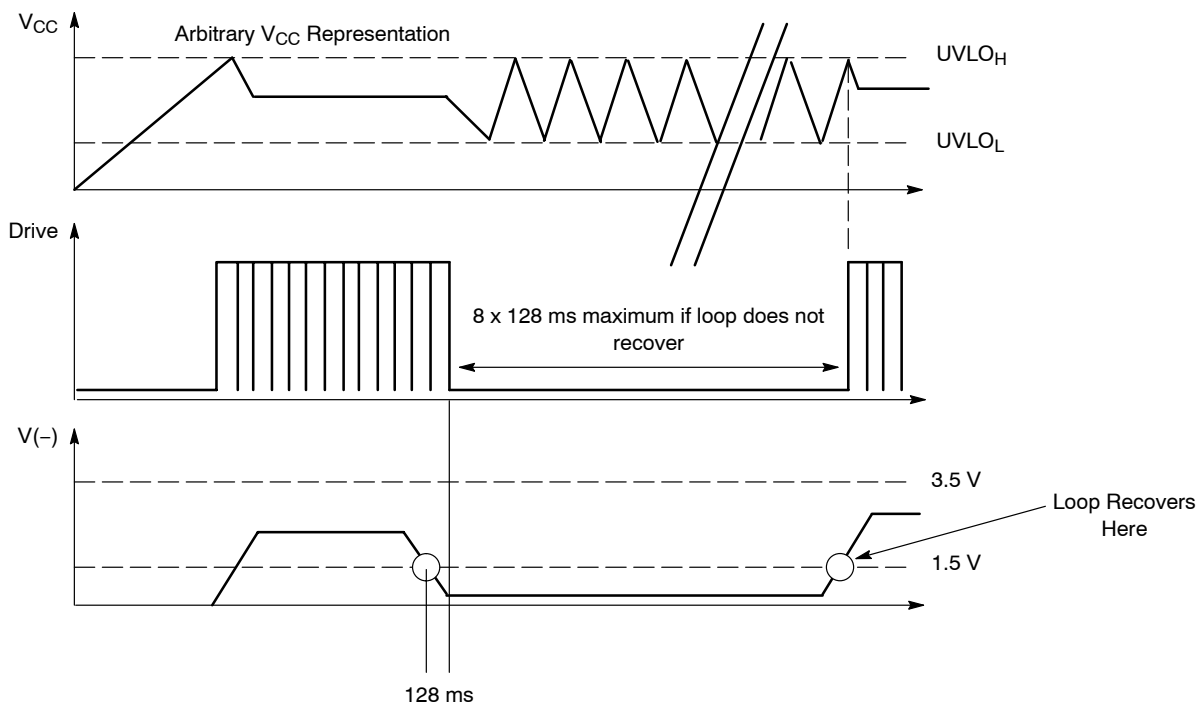 VCC
Arbitrary VCC Representation
UVLOH
UVLOL
Drive
8 x 128 ms maximum if loop does not
recover
V(−)
3.5 V
Loop Recovers
Here
1.5 V
128 ms